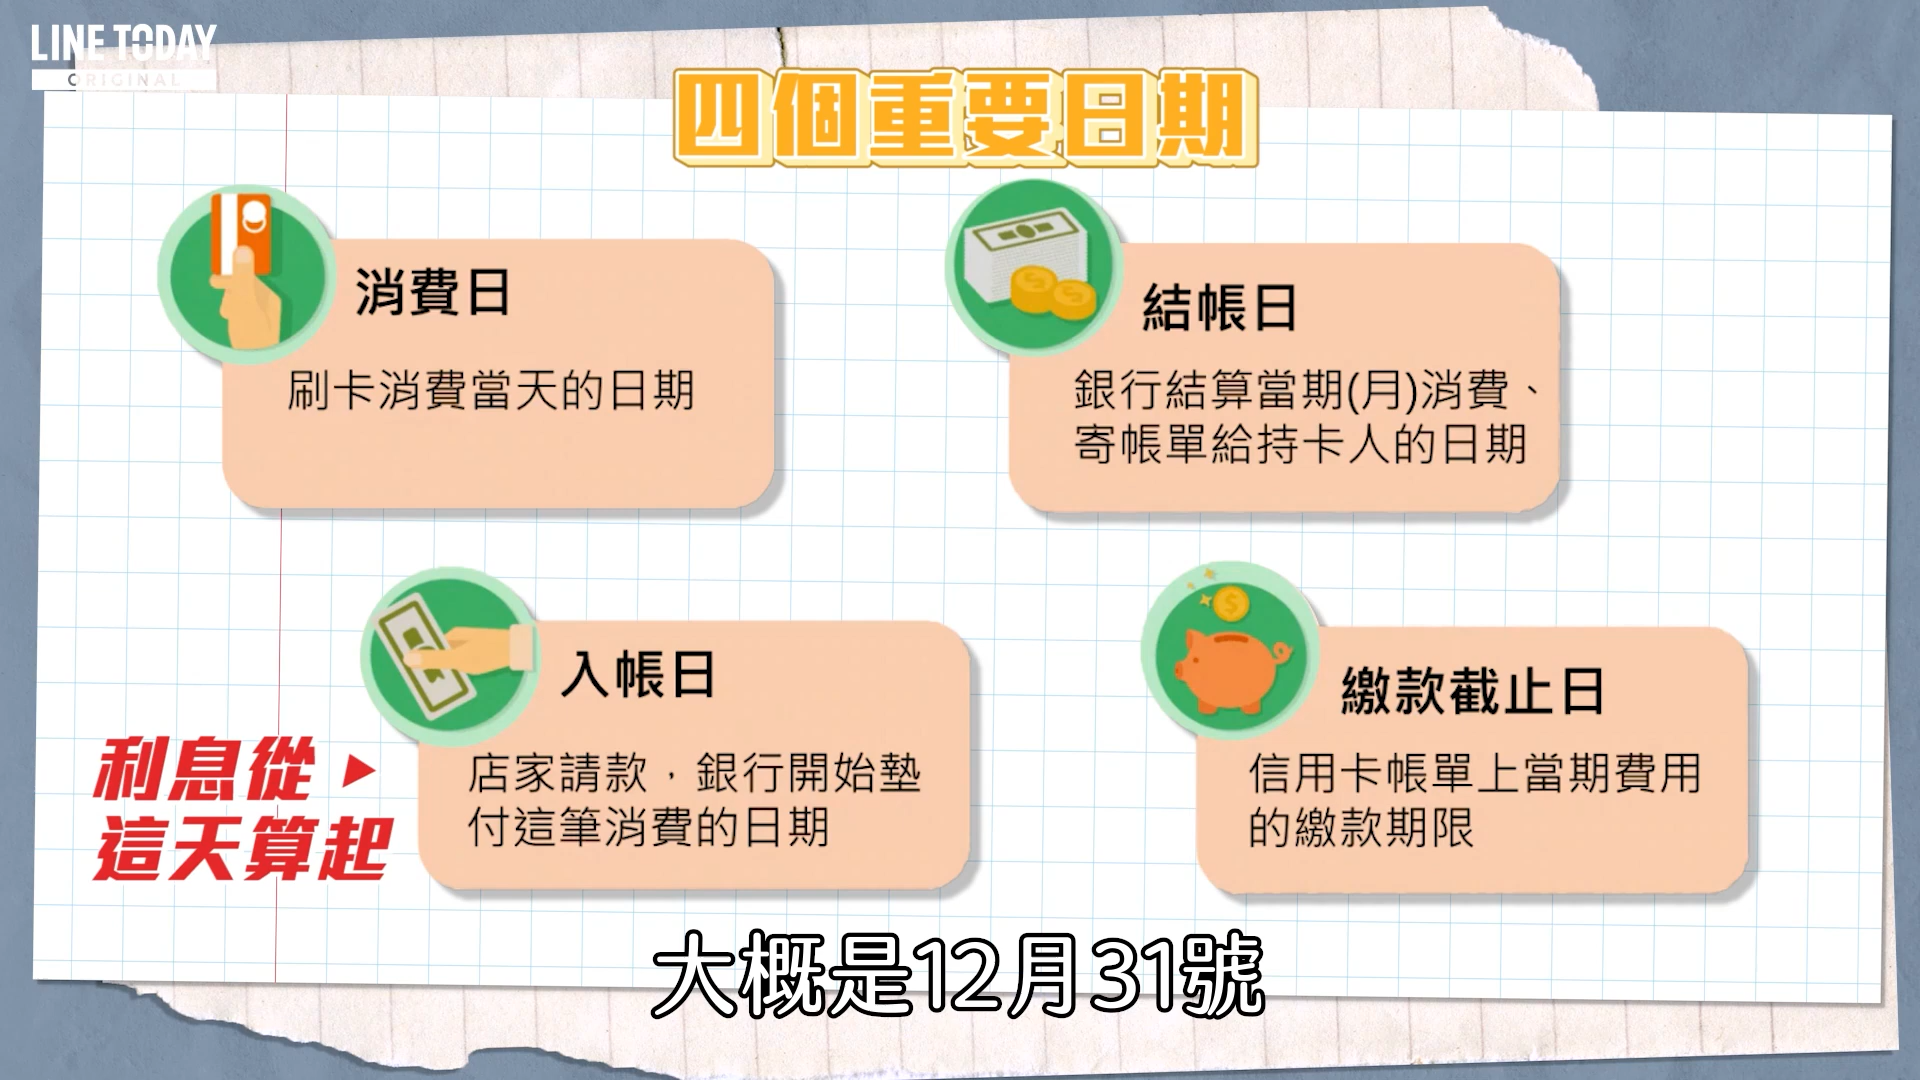 LINE TODAY
ORIGINAL
四個重要日期
消費日
刷卡消費當天的日期
結帳日
銀行結算當期(月)消費、
寄帳單給持卡人的日期
入帳日
店家請款，銀行開始墊
付這筆消費的日期
利息從
這天算起
繳款截止日
信用卡帳單上當期費用
的繳款期限
大概是12月31號